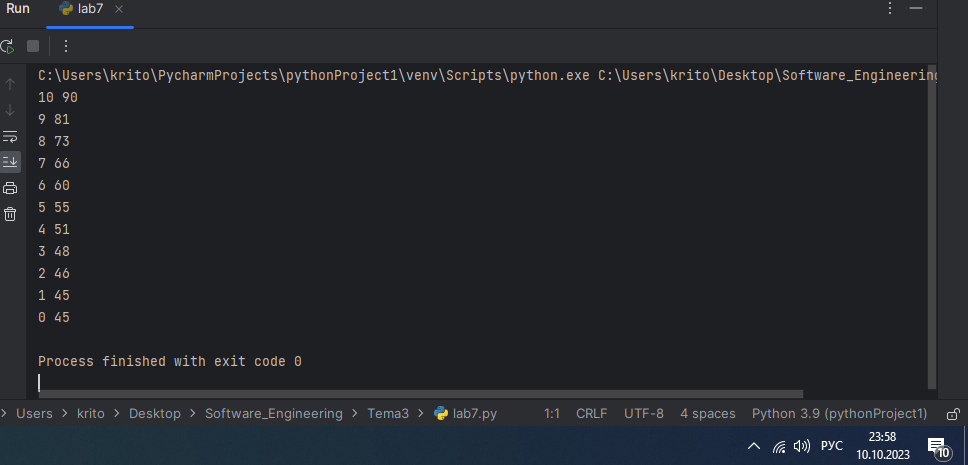 Run lab7
C:\Users\krito\PycharmProjects\pythonProject1\venv\Scripts\python.exe C:\Users\krito\Desktop\Software_Engineering
10 90
9 81
8 73
7 66
6 60
5 55
4 51
3 48
2 46
1 45
0 45
Process finished with exit code 0
> Users > krito > Desktop > Software_Engineering > Tema3 > lab7.py 1:1 CRLF UTF-8 4 spaces Python 3.9 (pythonProject1)
РУС 23:58
10.10.2023 10